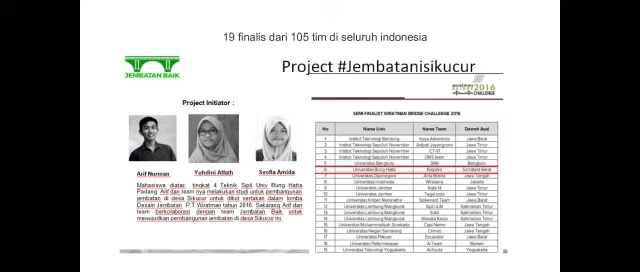 19 finalis dari 105 tim di seluruh indonesia
JEMBATAN BAIK
Project #Jembatanisikucur
2016
CHALLENGE
Project Initiator :
Arif Nurman
Yuhdini Alfath
Syofia Amida
Mahasiswa diatas tingkat 4 Teknik Sipil Univ Bung Hatta
Padang. Arif dan team nya melakukan studi untuk pembangunan
jembatan di desa Sikucur untuk dikut sertakan dalam lomba
Desain Jembatan P.T Wiratman tahun 2016. Sekarang Arif dan
team berkolaborasi dengan team Jembatan Baik untuk
mewujudkan pembangunan jembatan di desa Sikucur ini.
SEMI-FINALIST WIRATMAN BRIDGE CHALLENGE 2016
No Nama Univ Nama Team Daerah Asal
1 Institut Teknologi Bandung Jawa Barat
2 Institut Teknologi Sepuluh November Jawa Timur
3 Institut Teknologi Sepuluh November CT-01 Jawa Timur
4 Institut Teknologi Sepuluh November Jawa Timur
5 Universitas Bengkulu Bengkulu
6 Universitas Bung Hatta Sumatera Barat
7 Universitas Diponegoro Jawa Tengah
8 Universitas Indonesia Jakarta
9 Universitas Jember Jawa Timur
10 Universitas Jember Jawa Timur
11 Universitas Kristen Maranatha Jawa Barat
12 Universitas Lambung Mangkurat Kalimantan
13 Universitas Lambung Mangkurat Solid Kalimantan
14 Universitas Lambung Mangkurat Kalimantan
15 Universitas Muhammadiyah Surakarta Jawa Tengah
16 Universitas Negeri Semarang Jawa Tengah
17 Universitas Pakuan Excavator Jawa Barat
18 Universitas Pelita Harapan A-Team Banten
19 Universitas Teknologi Yogyakarta Yogyakarta